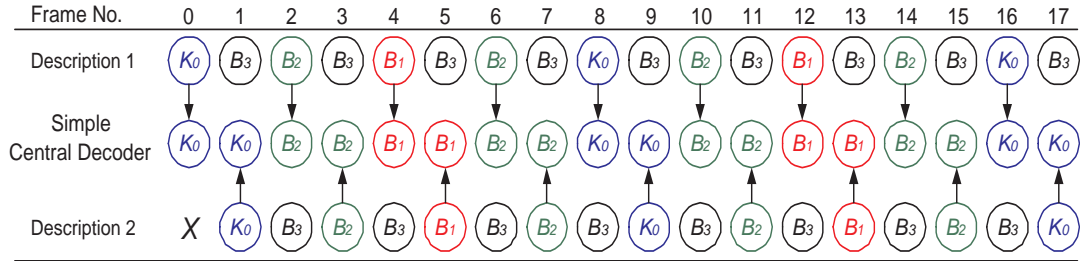 Frame No. 0 1 2 3 4 5 6 7 8 9 10 11 12 13 14 15 16 17
Description 1 K0 B3 B2 B3 B1 B3 B2 B3 K0 B3 B2 B3 B1 B3 B2 B3 K0 B3
Simple
Central Decoder K0 K0 B2 B2 B1 B1 B2 B2 K0 K0 B2 B2 B1 B1 B2 B2 K0 K0
Description 2 X K0 B3 B2 B3 B1 B3 B2 B3 K0 B3 B2 B3 B1 B3 B2 B3 K0